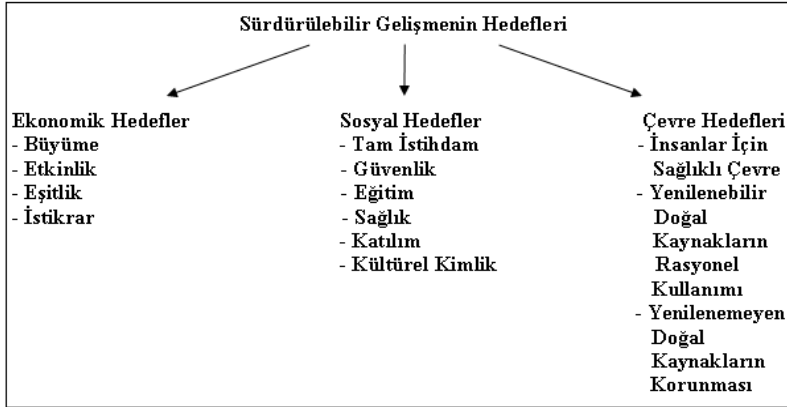 Sürdürülebilir Gelişmenin Hedefleri
Ekonomik Hedefler
- Büyüme
- Etkinlik
- Eşitlik
- İstikrar
Sosyal Hedefler
- Tam İstihdam
- Güvenlik
- Eğitim
- Sağlık
- Katılım
- Kültürel Kimlik
Çevre Hedefleri
- İnsanlar İçin
Sağlıklı Çevre
- Yenilenebilir
Doğal
Kaynakların
Rasyonel
Kullanımı
- Yenilenemeyen
Doğal
Kaynakların
Korunması